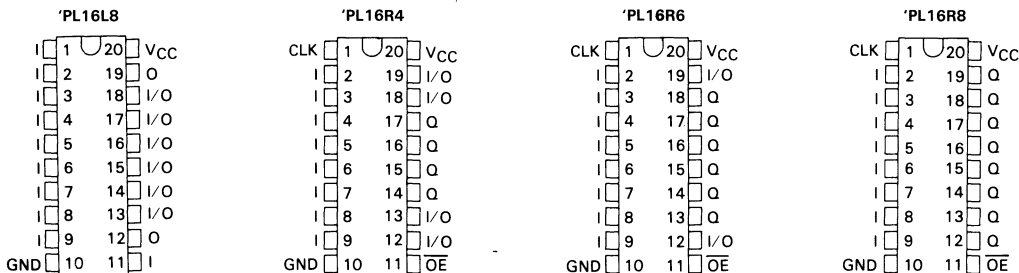 'PL16L8 'PL16R4 'PL16R6 'PL16R8
I 1 20 VCC CLK 1 20 VCC CLK 1 20 VCC CLK 1 20 VCC
I 2 19 O I 2 19 I/O I 2 19 I/O I 2 19 Q
I 3 18 I/O I 3 18 I/O I 3 18 Q I 3 18 Q
I 4 17 I/O I 4 17 Q I 4 17 Q I 4 17 Q
I 5 16 I/O I 5 16 Q I 5 16 Q I 5 16 Q
I 6 15 I/O I 6 15 Q I 6 15 Q I 6 15 Q
I 7 14 I/O I 7 14 Q I 7 14 Q I 7 14 Q
I 8 13 I/O I 8 13 I/O I 8 13 Q I 8 13 Q
I 9 12 O I 9 12 I/O I 9 12 I/O I 9 12 Q
GND 10 11 I GND 10 11 O̅E̅ GND 10 11 O̅E̅ GND 10 11 O̅E̅